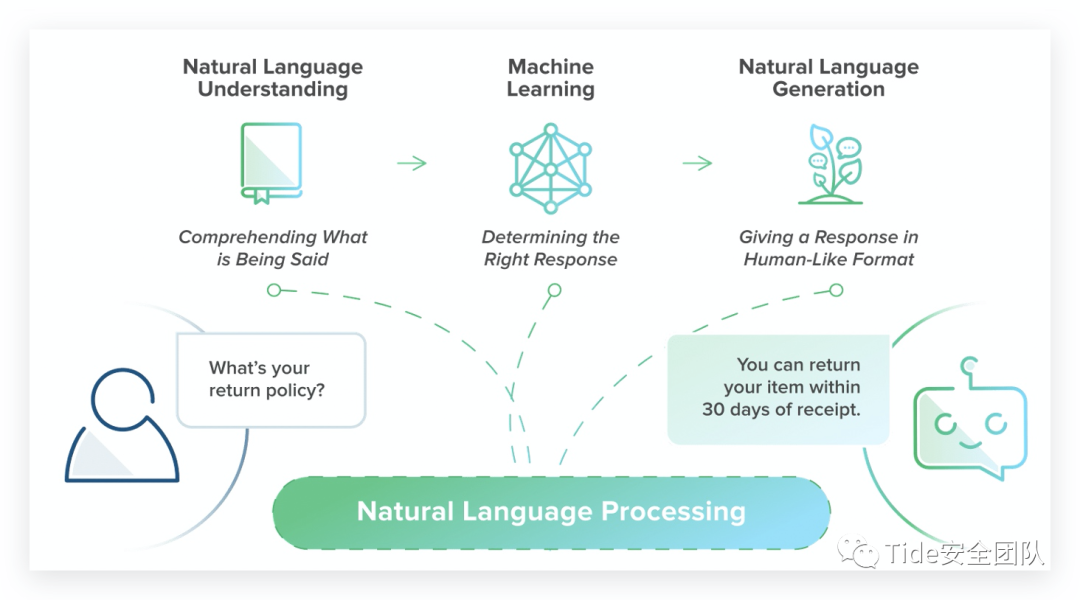 Natural Language
Understanding
Machine
Learning
Natural Language
Generation
Comprehending What
is Being Said
Determining the
Right Response
Giving a Response in
Human-Like Format
What’s your
return policy?
You can return
your item within
30 days of receipt.
Natural Language Processing
Tide安全团队